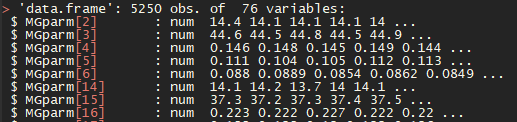 > 'data.frame': 5250 obs. of 76 variables:
$ MGparm[2] : num 14.4 14.1 14.1 14.1 14 ...
$ MGparm[3] : num 44.6 44.5 44.8 44.5 44.9 ...
$ MGparm[4] : num 0.146 0.148 0.145 0.149 0.144 ...
$ MGparm[5] : num 0.111 0.104 0.105 0.112 0.113 ...
$ MGparm[6] : num 0.088 0.0889 0.0854 0.0862 0.0849 ...
$ MGparm[14] : num 14.1 14.2 13.7 14 14.1 ...
$ MGparm[15] : num 37.3 37.2 37.3 37.4 37.5 ...
$ MGparm[16] : num 0.223 0.222 0.227 0.222 0.22 ...